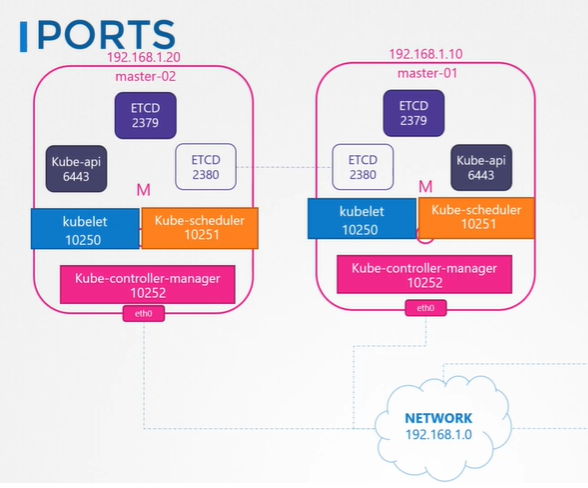 PORTS
192.168.1.20
master-02
ETCD
2379
Kube-api
6443
ETCD
2380
M
kubelet
10250
Kube-scheduler
10251
Kube-controller-manager
10252
eth0
192.168.1.10
master-01
ETCD
2379
ETCD
2380
Kube-api
6443
M
kubelet
10250
Kube-scheduler
10251
Kube-controller-manager
10252
eth0
NETWORK
192.168.1.0